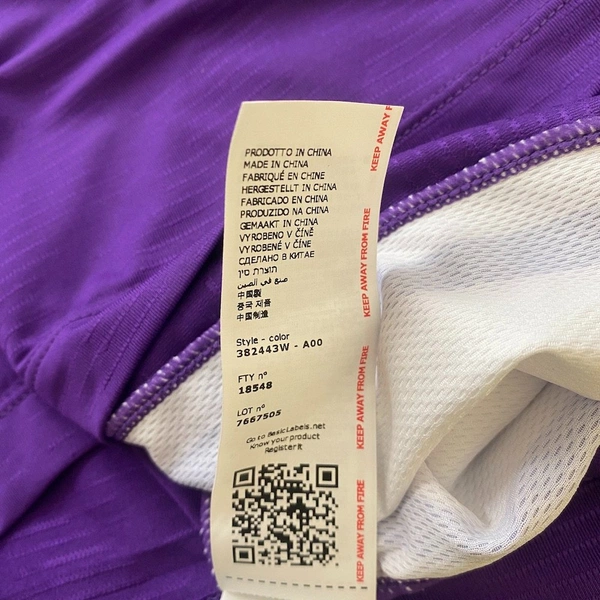 PRODOTTO IN CHINA
MADE IN CHINA
FABRIQUÉ EN CHINE
HERGESTELLT IN CHINA
FABRICADO EN CHINA
PRODUZIDO NA CHINA
GEMAAKT IN CHINA
VYROBENO V ČÍNĚ
VYROBENÉ V ČÍNE
СДЕЛАНО В КИТАЕ
תוצרת סין
صنع في الصين
中國製
중국 제품
中国制造
Style - color
382443W - A00
FTY n°
18548
LOT n°
7667505
Go to BasicLabels.net
Know your product
Register it
KEEP AWAY F
KEEP AWAY FROM FIRE
KEEP AWAY FROM FIRE
KEEP AWAY FROM FIRE